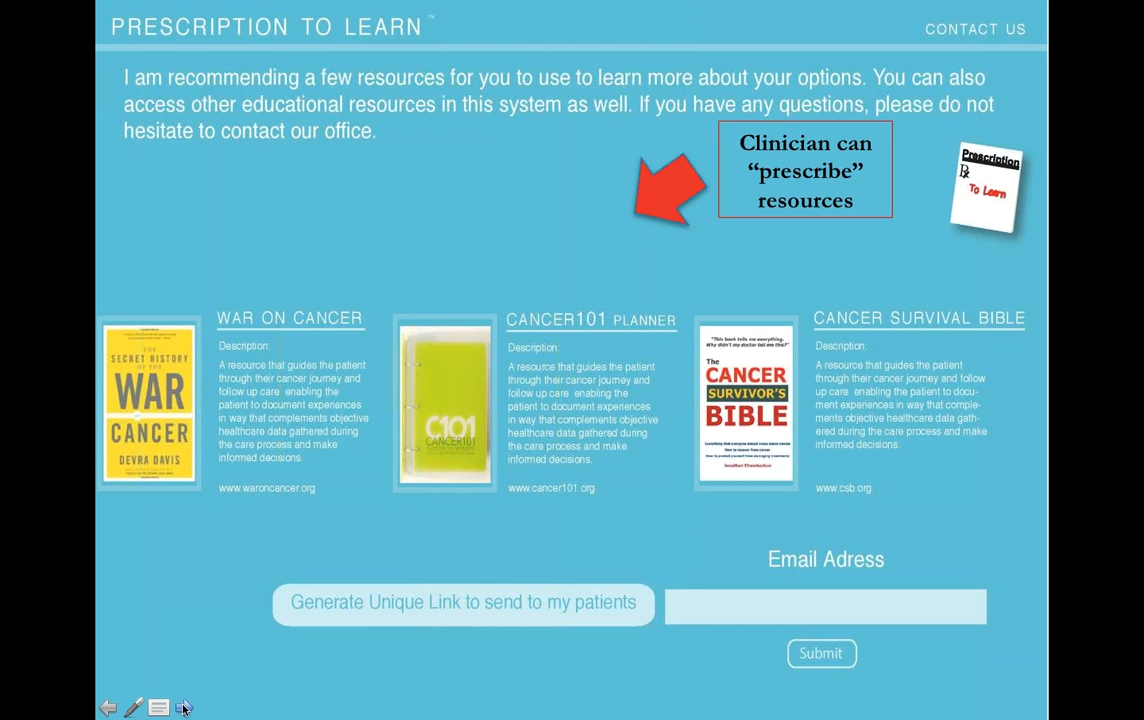 PRESCRIPTION TO LEARN™
CONTACT US
I am recommending a few resources for you to use to learn more about your options. You can also
access other educational resources in this system as well. If you have any questions, please do not
hesitate to contact our office.
Clinician can
“prescribe”
resources
Prescription
Rx
To Learn
THE
SECRET HISTORY
OF THE
WAR
ON
CANCER
DEVRA DAVIS
WAR ON CANCER
Description:
A resource that guides the patient
through their cancer journey and
follow up care enabling the
patient to document experiences
in way that complements objective
healthcare data gathered during
the care process and make
informed decisions.
www.waroncancer.org
C101
CANCER101
CANCER101 PLANNER
Description:
A resource that guides the patient
through their cancer journey and
follow up care enabling the
patient to document experiences
in way that complements objective
healthcare data gathered during
the care process and make
informed decisions.
www.cancer101.org
"This book tells me everything.
Why didn't my doctor tell me this?"
The
CANCER
SURVIVOR'S
BIBLE
CANCER SURVIVAL BIBLE
Description:
A resource that guides the patient
through their cancer journey and follow
up care enabling the patient to docu-
ment experiences in way that comple-
ments objective healthcare data gath-
ered during the care process and make
informed decisions.
www.csb.org
Email Adress
Generate Unique Link to send to my patients
Submit